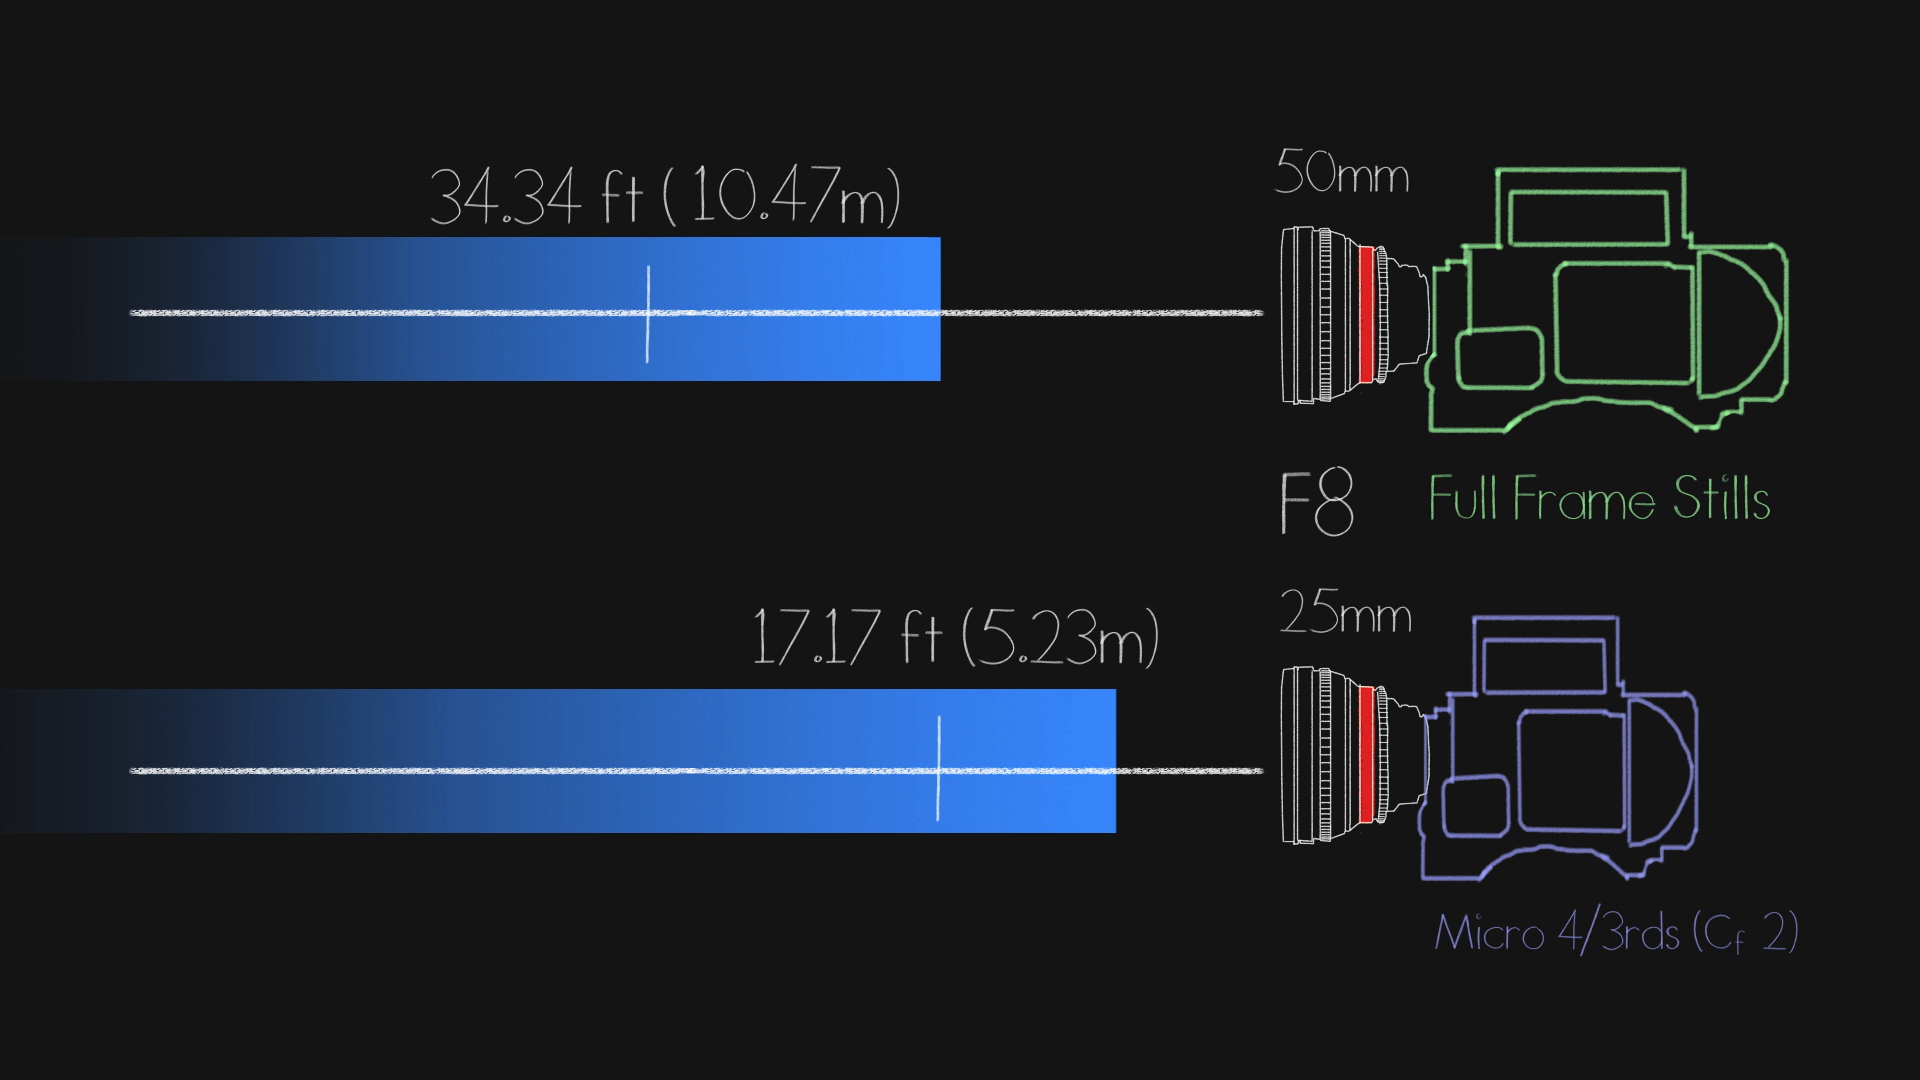 34.34 ft (10.47m)
50mm
F8
Full Frame Stills
17.17 ft (5.23m)
25mm
Micro 4/3rds (Cf 2)